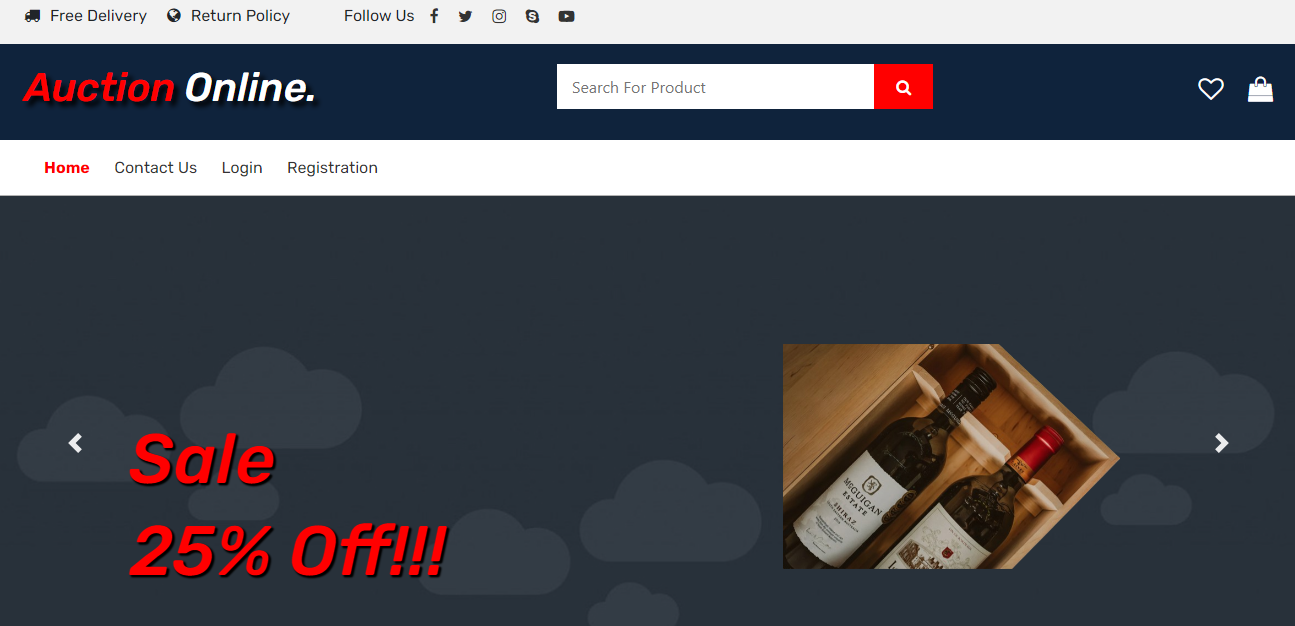 Free Delivery Return Policy Follow Us
Auction Online.
Search For Product
Home Contact Us Login Registration
Sale
25% Off!!!
McGUIGAN
ESTATE
SHIRAZ